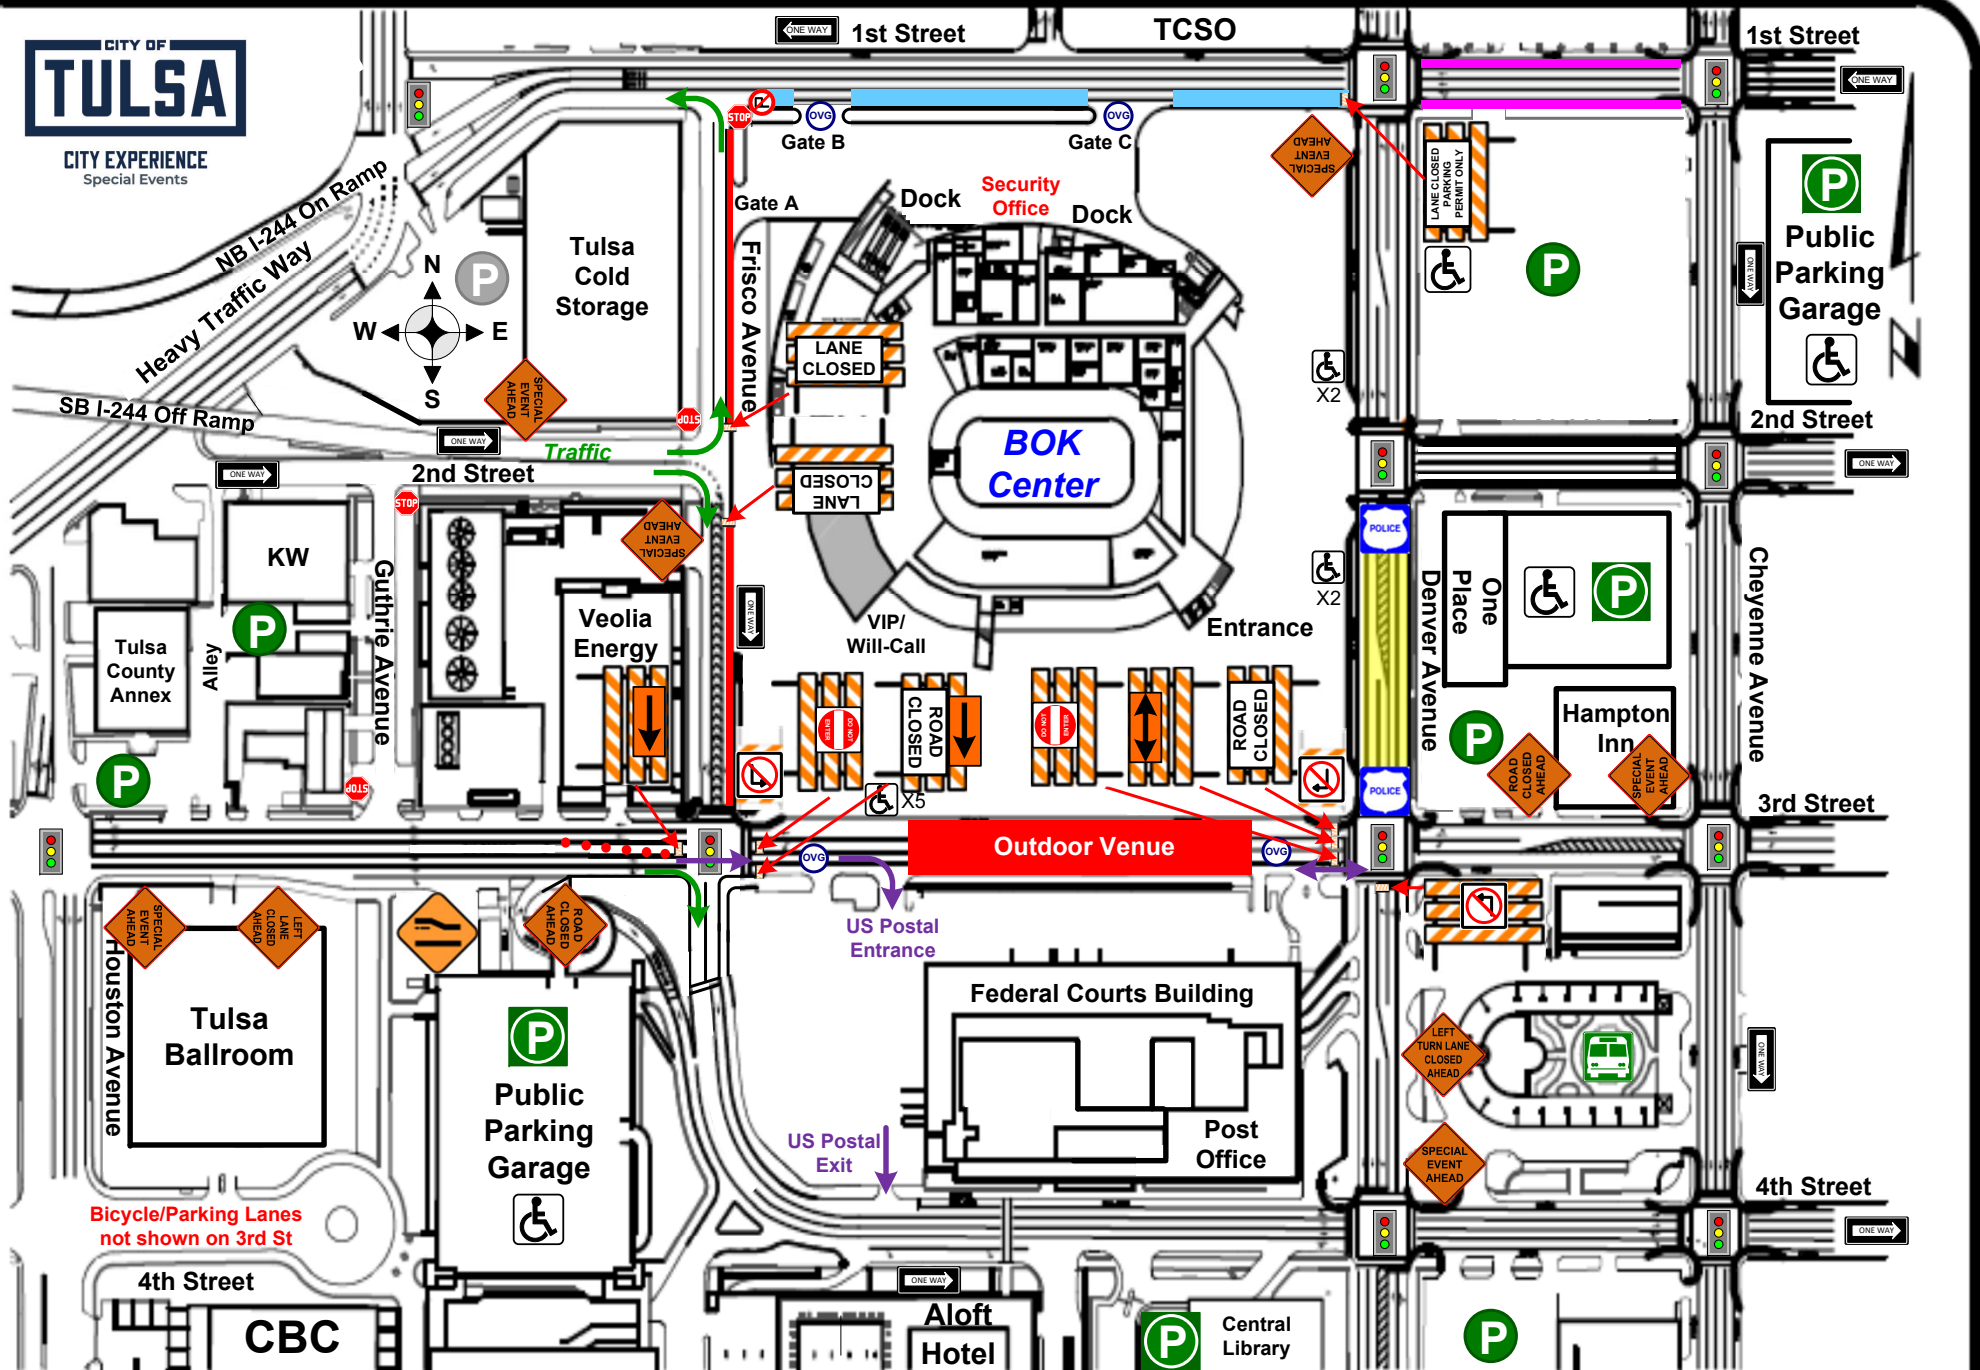 CITY OF
TULSA
CITY EXPERIENCE
Special Events
ONE WAY
1st Street
TCSO
1st Street
ONE WAY
STOP
OVG
Gate B
OVG
Gate C
SPECIAL
EVENT
AHEAD
LANE CLOSED
PARKING
PERMIT ONLY
P
Public
Parking
Garage
ONE WAY
P
NB I-244 On Ramp
Heavy Traffic Way
SB I-244 Off Ramp
N
W
E
S
P
Tulsa
Cold
Storage
Gate A
Frisco Avenue
Dock
Security
Office
Dock
LANE
CLOSED
X2
2nd Street
ONE WAY
SPECIAL
EVENT
AHEAD
STOP
ONE WAY
Traffic
ONE WAY
2nd Street
BOK
Center
LANE
CLOSED
STOP
SPECIAL
EVENT
AHEAD
POLICE
KW
Guthrie Avenue
P
Tulsa
County
Annex
Alley
Veolia
Energy
ONE WAY
VIP/
Will-Call
X2
Entrance
Denver Avenue
One
Place
P
Cheyenne Avenue
P
STOP
DO NOT
ENTER
ROAD
CLOSED
DO NOT
ENTER
ROAD
CLOSED
X5
POLICE
P
Hampton
Inn
ROAD
CLOSED
AHEAD
SPECIAL
EVENT
AHEAD
3rd Street
OVG
Outdoor Venue
OVG
US Postal
Entrance
SPECIAL
EVENT
AHEAD
LEFT
LANE
CLOSED
AHEAD
ROAD
CLOSED
AHEAD
Houston Avenue
Tulsa
Ballroom
P
Public
Parking
Garage
Federal Courts Building
Post
Office
US Postal
Exit
LEFT
TURN LANE
CLOSED
AHEAD
ONE WAY
SPECIAL
EVENT
AHEAD
4th Street
ONE WAY
Bicycle/Parking Lanes
not shown on 3rd St
4th Street
CBC
ONE WAY
Aloft
Hotel
P
Central
Library
P